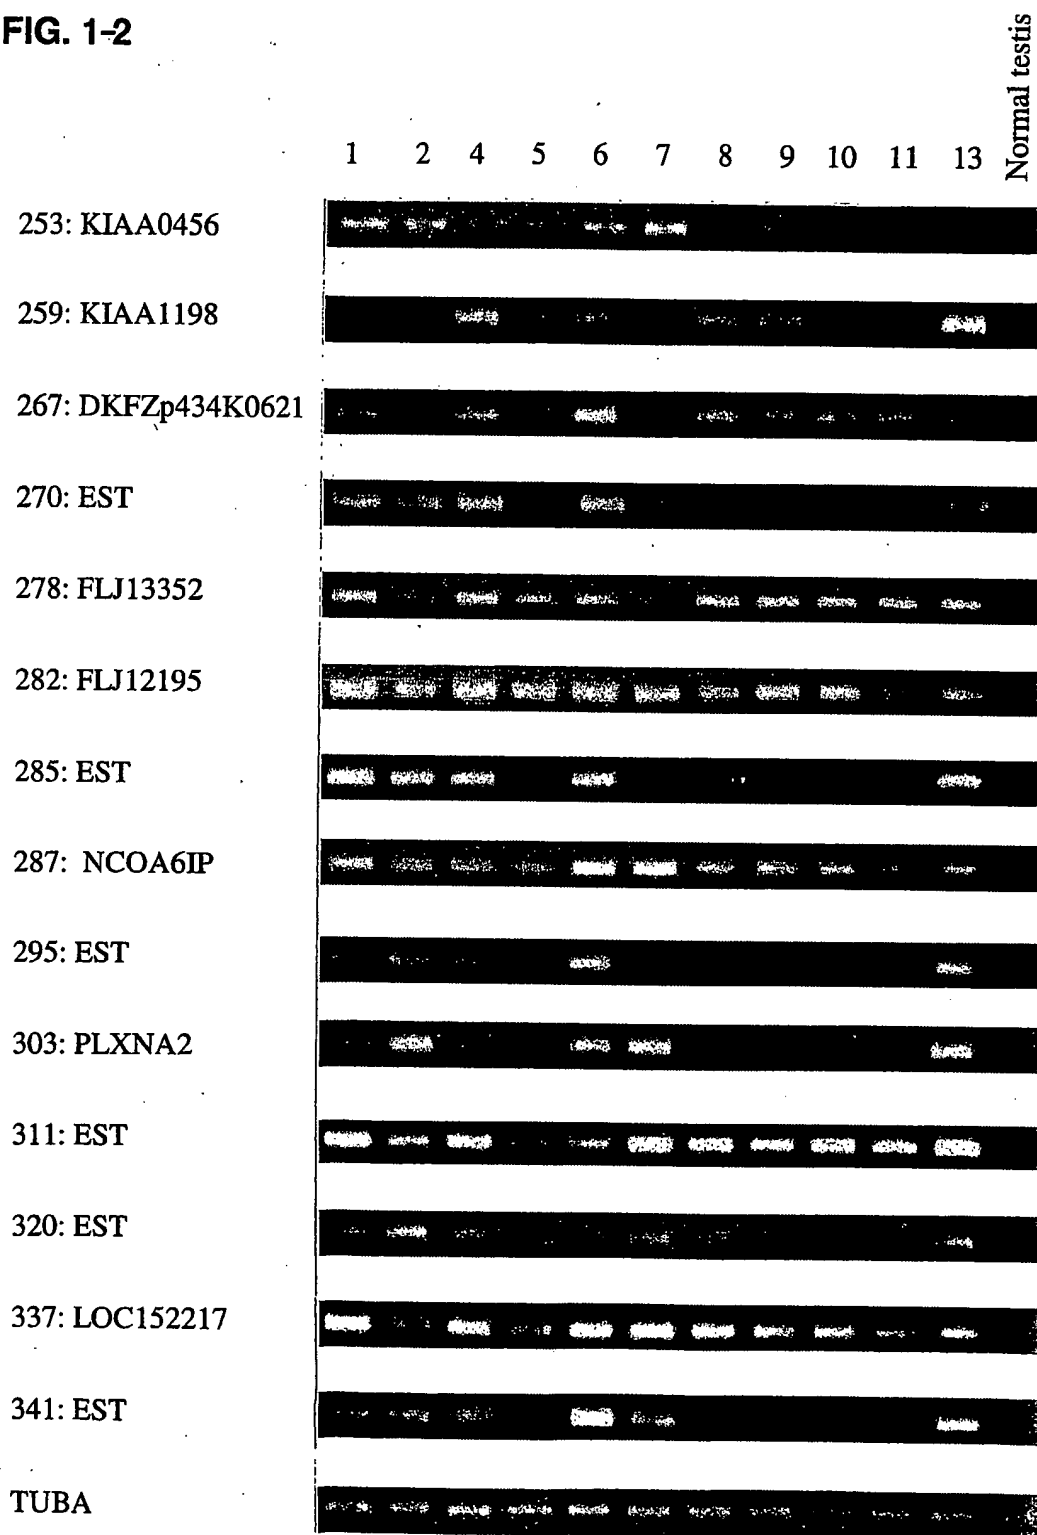 FIG. 1-2
Normal testis
1 2 4 5 6 7 8 9 10 11 13
253: KIAA0456
259: KIAA1198
267: DKFZp434K0621
270: EST
278: FLJ13352
282: FLJ12195
285: EST
287: NCOA6IP
295: EST
303: PLXNA2
311: EST
320: EST
337: LOC152217
341: EST
TUBA